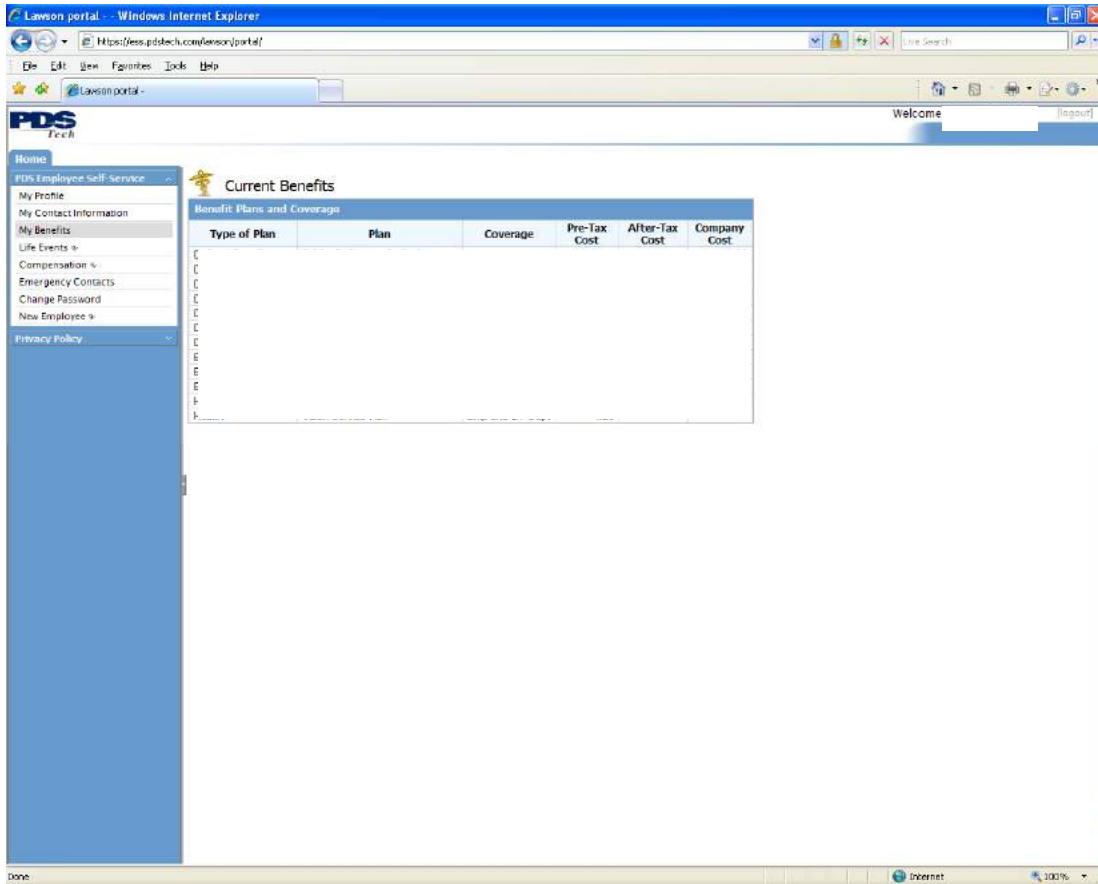 Lawson portal - - Windows Internet Explorer
https://ess.pdstech.com/lawson/portal/
Live Search
File Edit View Favorites Tools Help
Lawson portal -
PDS
Tech
Welcome
[logout]
Home
PDS Employee Self-Service
My Profile
My Contact Information
My Benefits
Life Events
Compensation
Emergency Contacts
Change Password
New Employee
Privacy Policy
Current Benefits
Benefit Plans and Coverage
Type of Plan Plan Coverage Pre-Tax Cost After-Tax Cost Company Cost
Done
Internet
100%